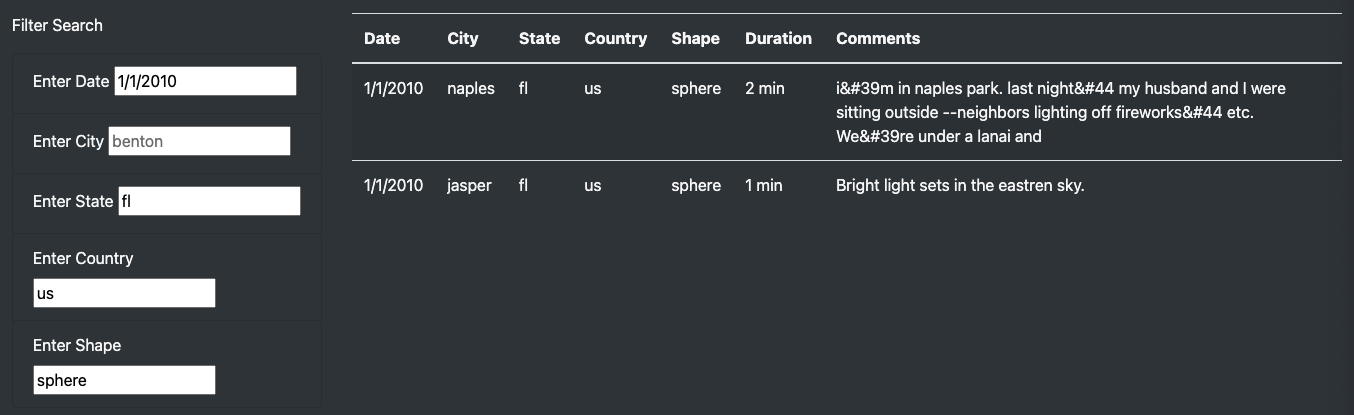 Filter Search
Enter Date 1/1/2010
Enter City benton
Enter State fl
Enter Country
us
Enter Shape
sphere
Date City State Country Shape Duration Comments
1/1/2010 naples fl us sphere 2 min i&#39m in naples park. last night&#44 my husband and I were
sitting outside --neighbors lighting off fireworks&#44 etc.
We&#39re under a lanai and
1/1/2010 jasper fl us sphere 1 min Bright light sets in the eastren sky.